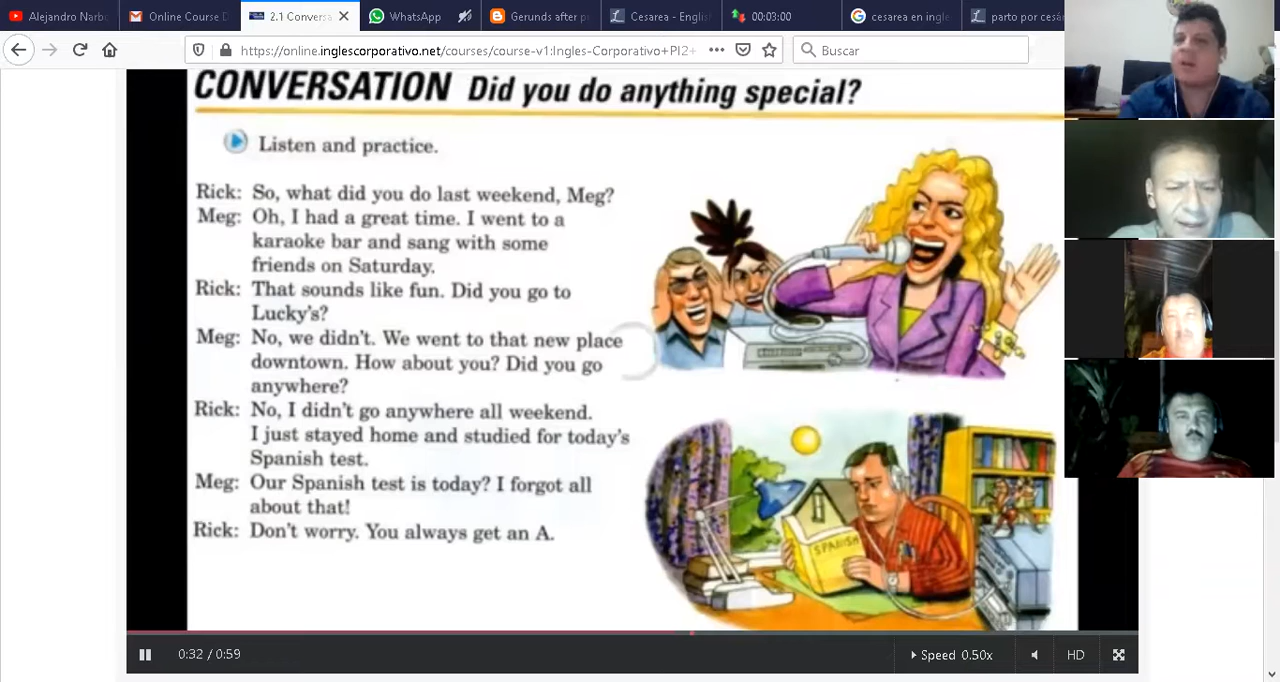 Alejandro Narbo
Online Course D
2.1 Conversa
WhatsApp
Gerunds after p
Cesarea - Engli
00:03:00
cesarea en ingle
parto por cesár
https://online.inglescorporativo.net/courses/course-v1:Ingles-Corporativo+PI2+
Buscar
CONVERSATION Did you do anything special?
Listen and practice.
Rick: So, what did you do last weekend, Meg?
Meg: Oh, I had a great time. I went to a
karaoke bar and sang with some
friends on Saturday.
Rick: That sounds like fun. Did you go to
Lucky's?
Meg: No, we didn't. We went to that new place
downtown. How about you? Did you go
anywhere?
Rick: No, I didn't go anywhere all weekend.
I just stayed home and studied for today's
Spanish test.
Meg: Our Spanish test is today? I forgot all
about that!
Rick: Don't worry. You always get an A.
SPANISH
0:32 / 0:59
Speed 0.50x
HD